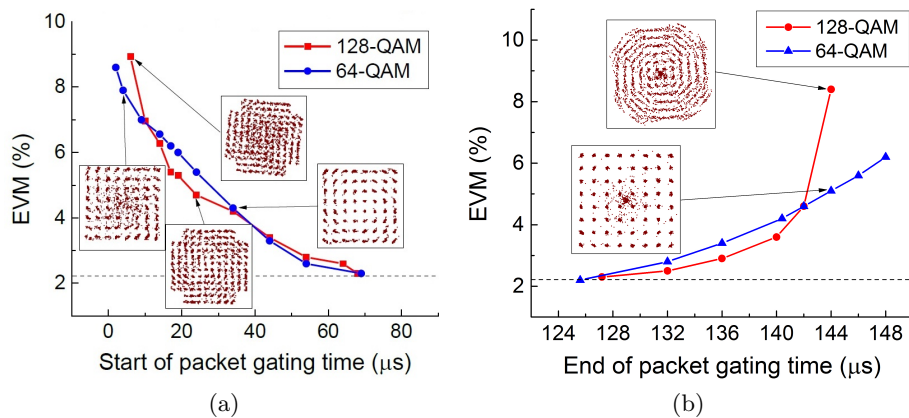 10
8
6
4
2
EVM (%)
128-QAM
64-QAM
0 20 40 60 80
Start of packet gating time (μs)
(a)
10
8
6
4
2
EVM (%)
128-QAM
64-QAM
124 128 132 136 140 144 148
End of packet gating time (μs)
(b)